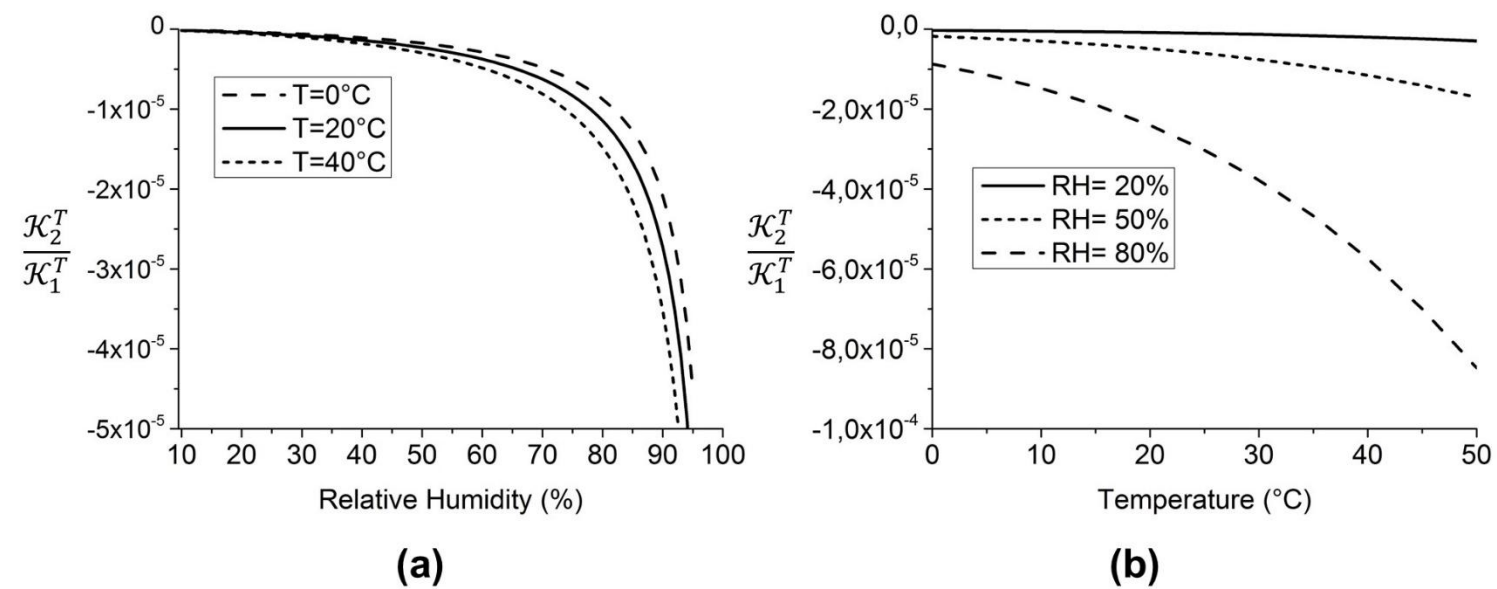 0
-1x10⁻⁵
-2x10⁻⁵
-3x10⁻⁵
-4x10⁻⁵
-5x10⁻⁵
T=0°C
T=20°C
T=40°C
𝒦₂ᵀ
𝒦₁ᵀ
10 20 30 40 50 60 70 80 90 100
Relative Humidity (%)
(a)
0,0
-2,0x10⁻⁵
-4,0x10⁻⁵
-6,0x10⁻⁵
-8,0x10⁻⁵
-1,0x10⁻⁴
RH= 20%
RH= 50%
RH= 80%
𝒦₂ᵀ
𝒦₁ᵀ
0 10 20 30 40 50
Temperature (°C)
(b)